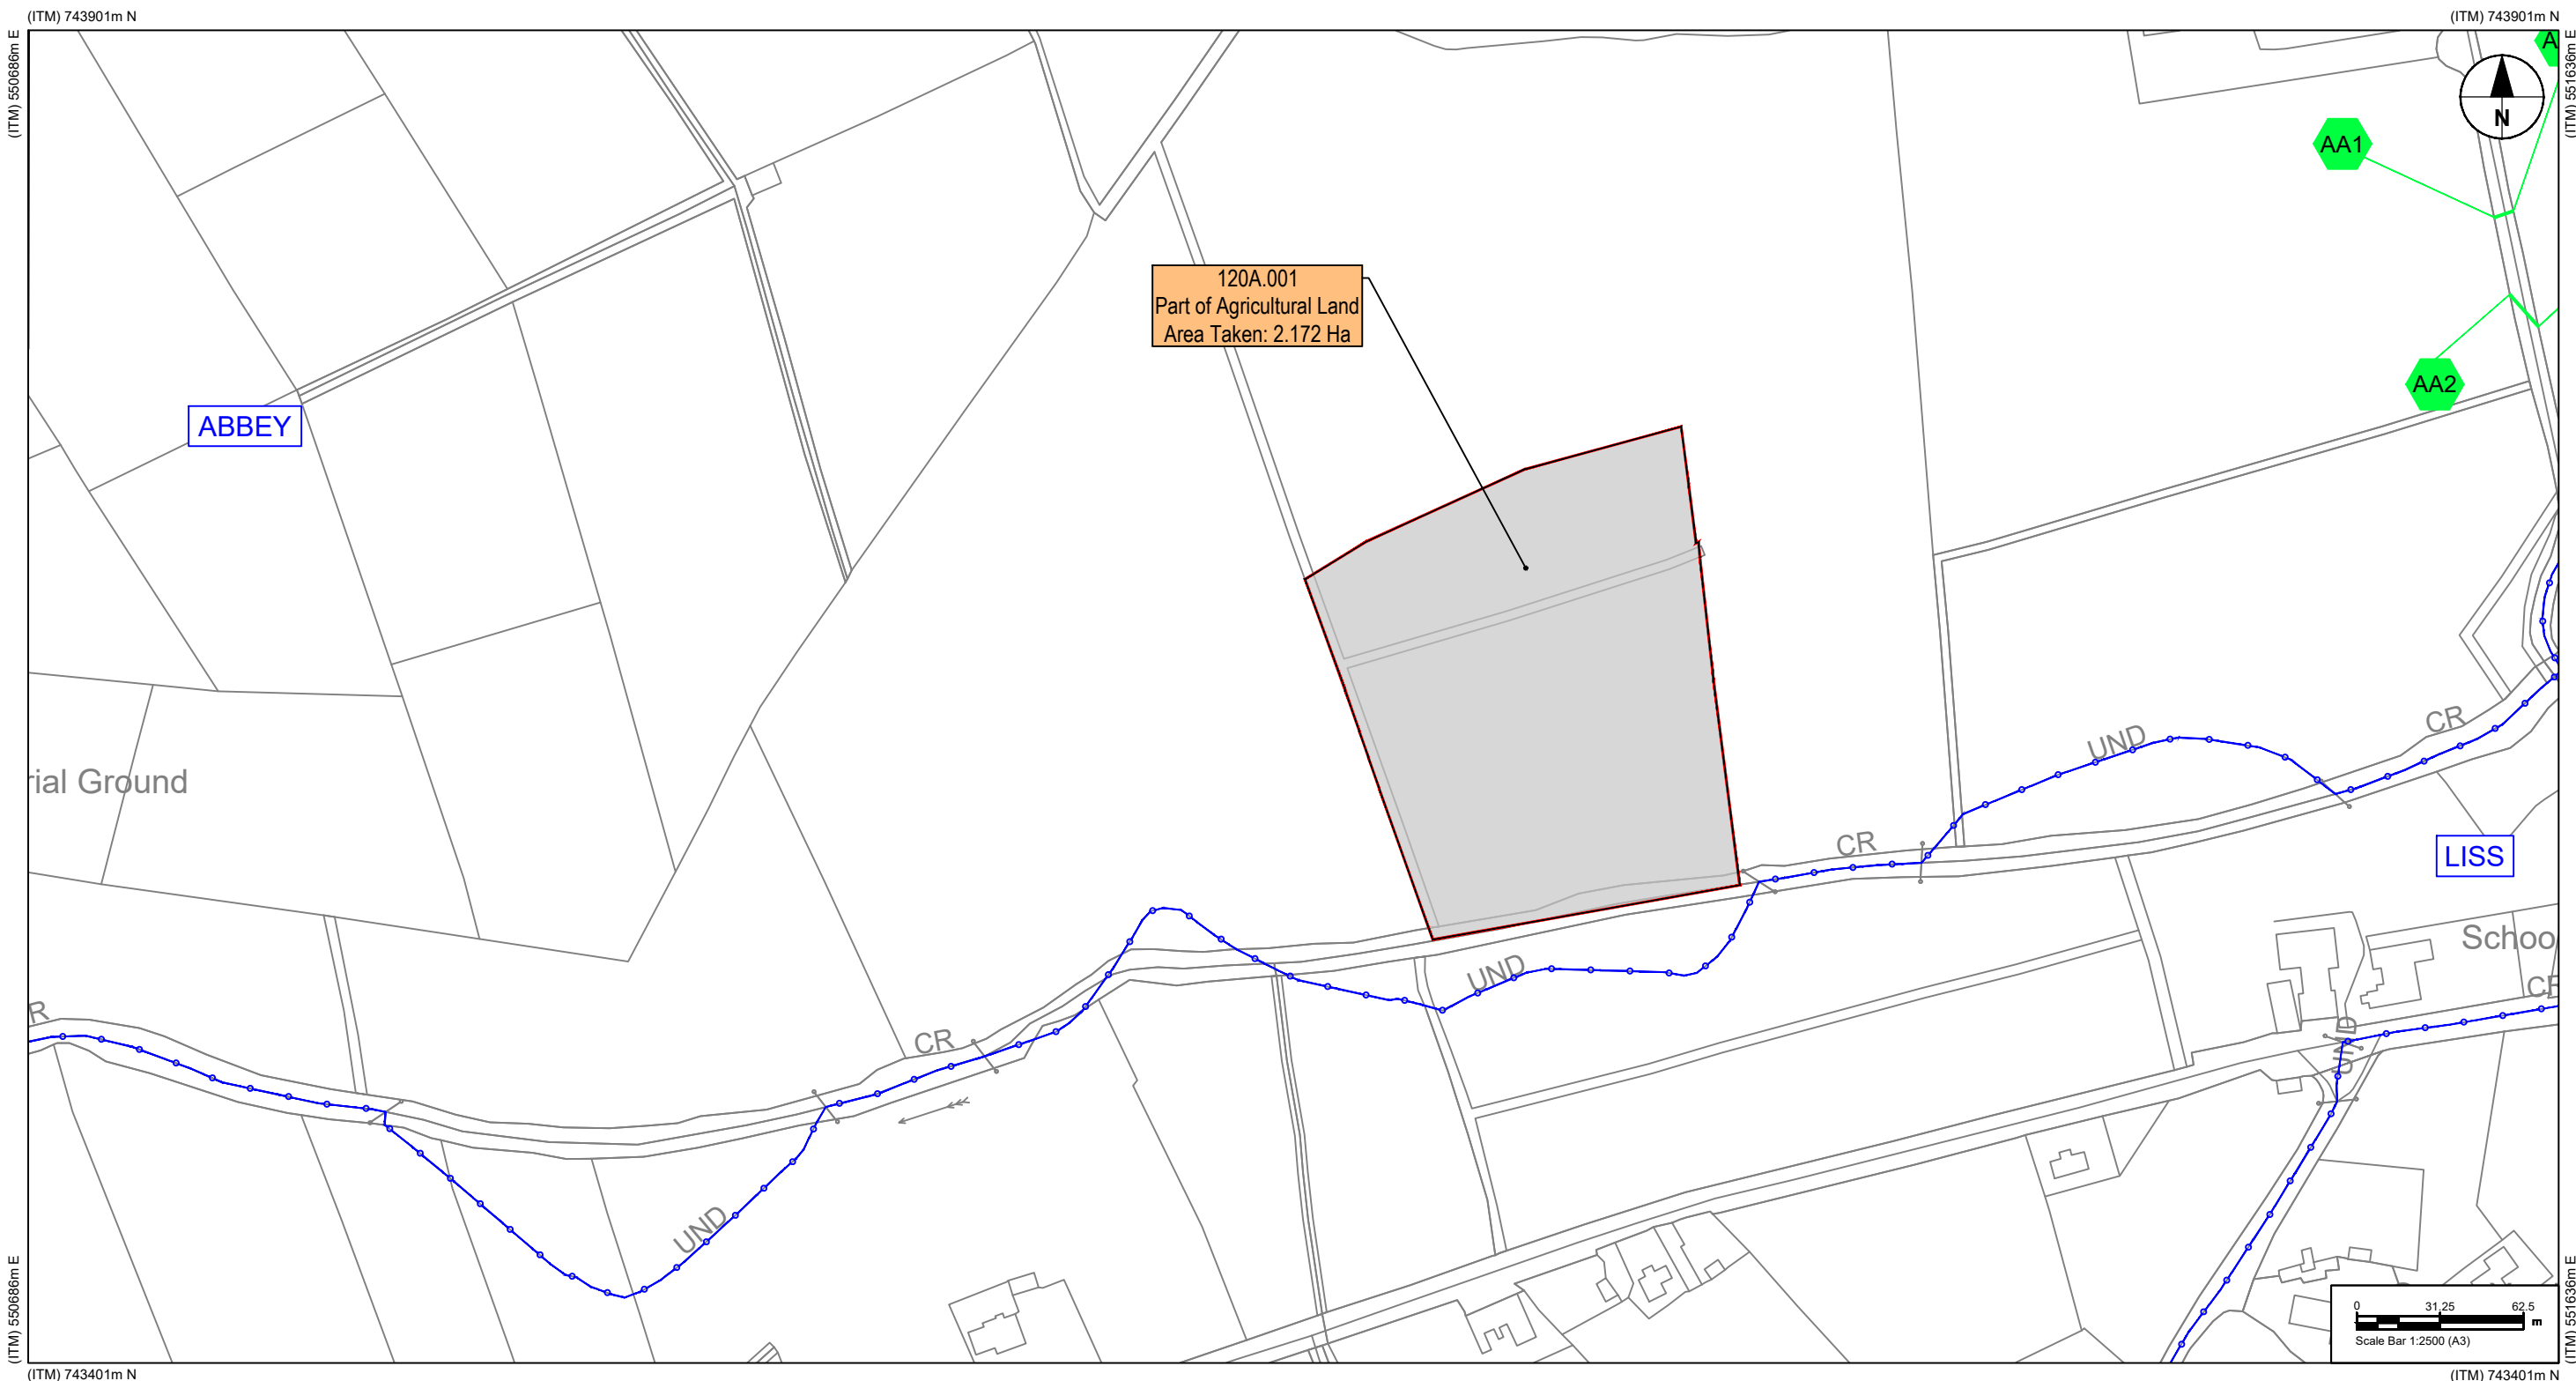 (ITM) 743901m N
(ITM) 743901m N
(ITM) 550686m E
(ITM) 551636m E
A
N
AA1
120A.001
Part of Agricultural Land
Area Taken: 2.172 Ha
AA2
ABBEY
CR
UND
rial Ground
CR
LISS
Schoo
UND
CR
R
CR
UND
UND
(ITM) 550686m E
(ITM) 551636m E
0 31.25 62.5
m
Scale Bar 1:2500 (A3)
(ITM) 743401m N
(ITM) 743401m N